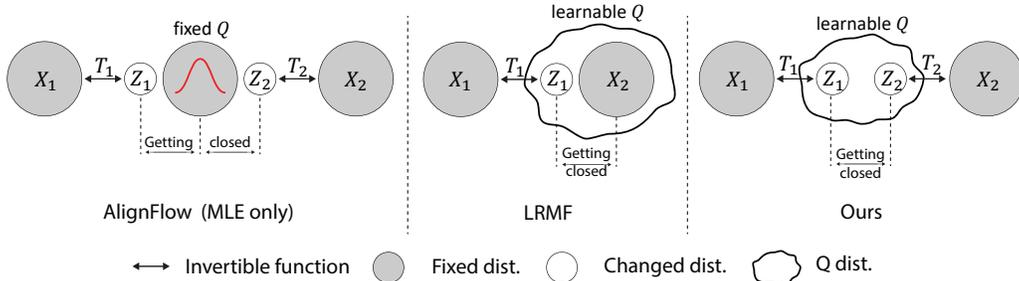 fixed Q
X₁ T₁ Z₁ Z₂ T₂ X₂
Getting closed
AlignFlow (MLE only)
learnable Q
X₁ T₁ Z₁ X₂
Getting
closed
LRMF
learnable Q
X₁ T₁ Z₁ Z₂ T₂ X₂
Getting
closed
Ours
Invertible function Fixed dist. Changed dist. Q dist.